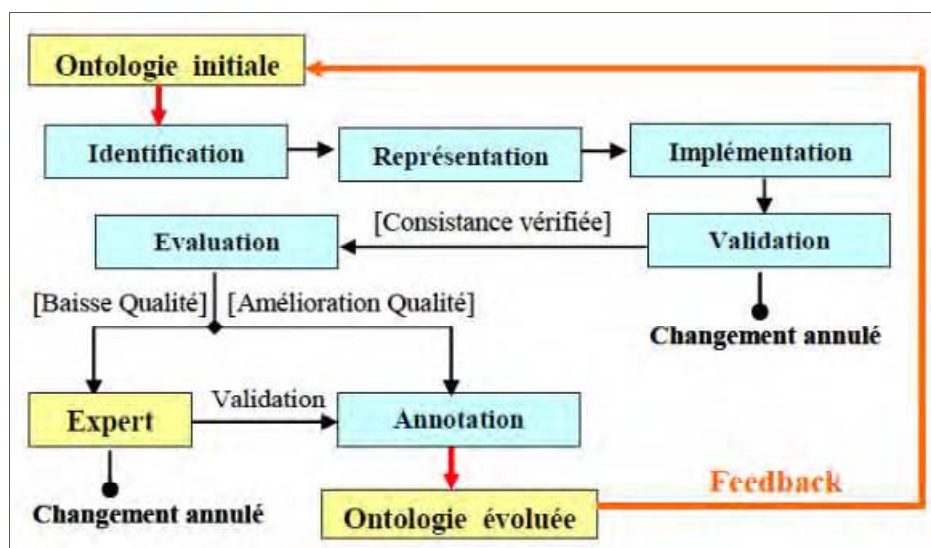 Ontologie initiale
Identification
Représentation
Implémentation
Evaluation
[Consistance vérifiée]
Validation
[Baisse Qualité]
[Amélioration Qualité]
Changement annulé
Expert
Validation
Annotation
Feedback
Changement annulé
Ontologie évoluée